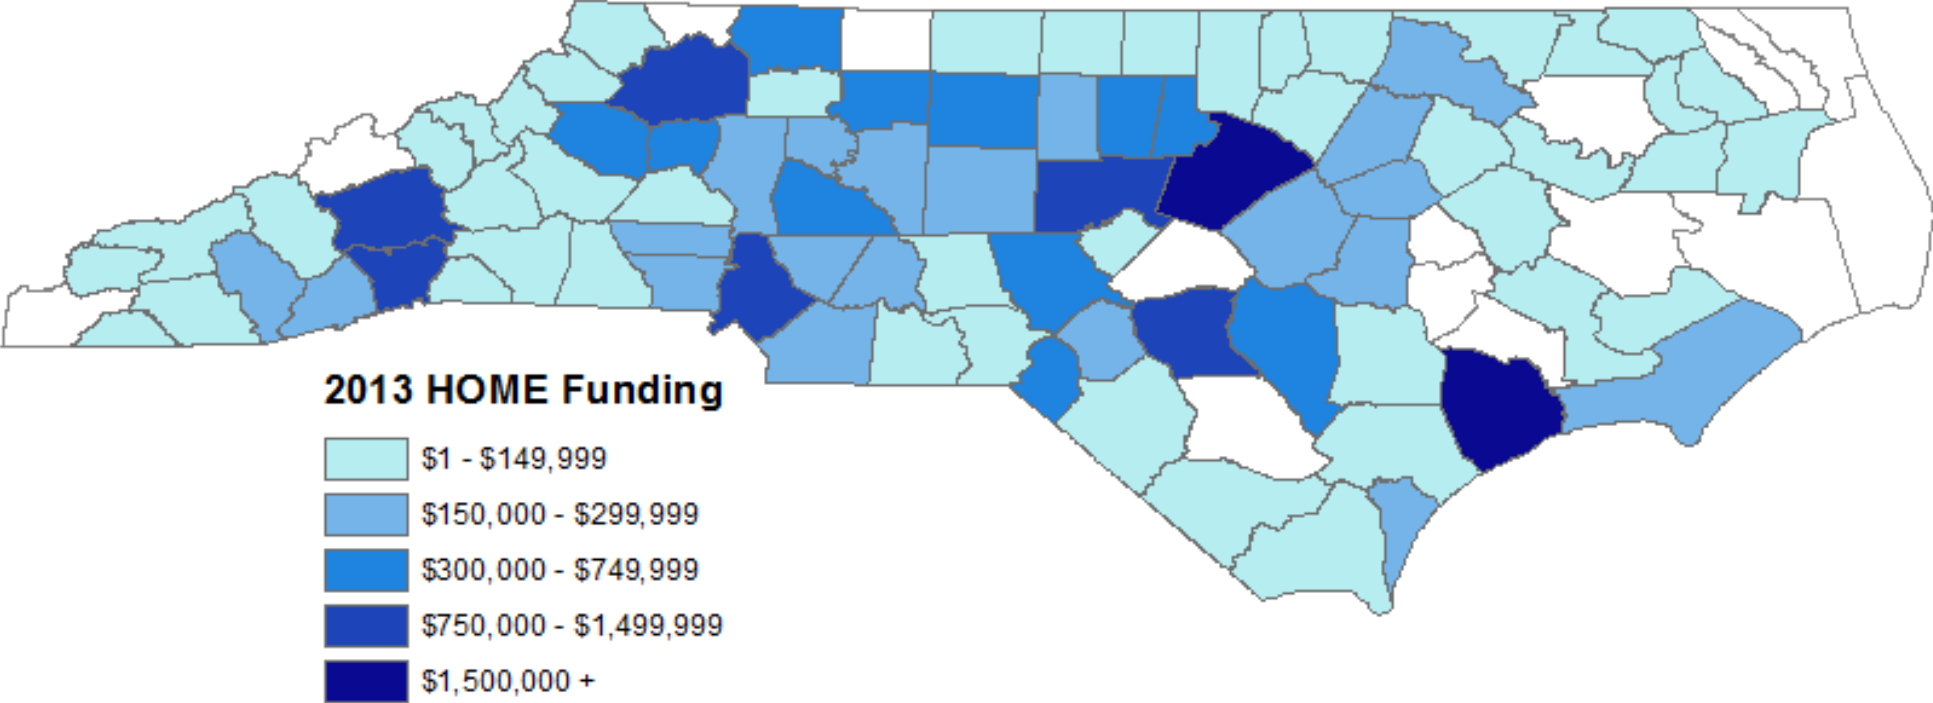 2013 HOME Funding
$1 - $149,999
$150,000 - $299,999
$300,000 - $749,999
$750,000 - $1,499,999
$1,500,000 +